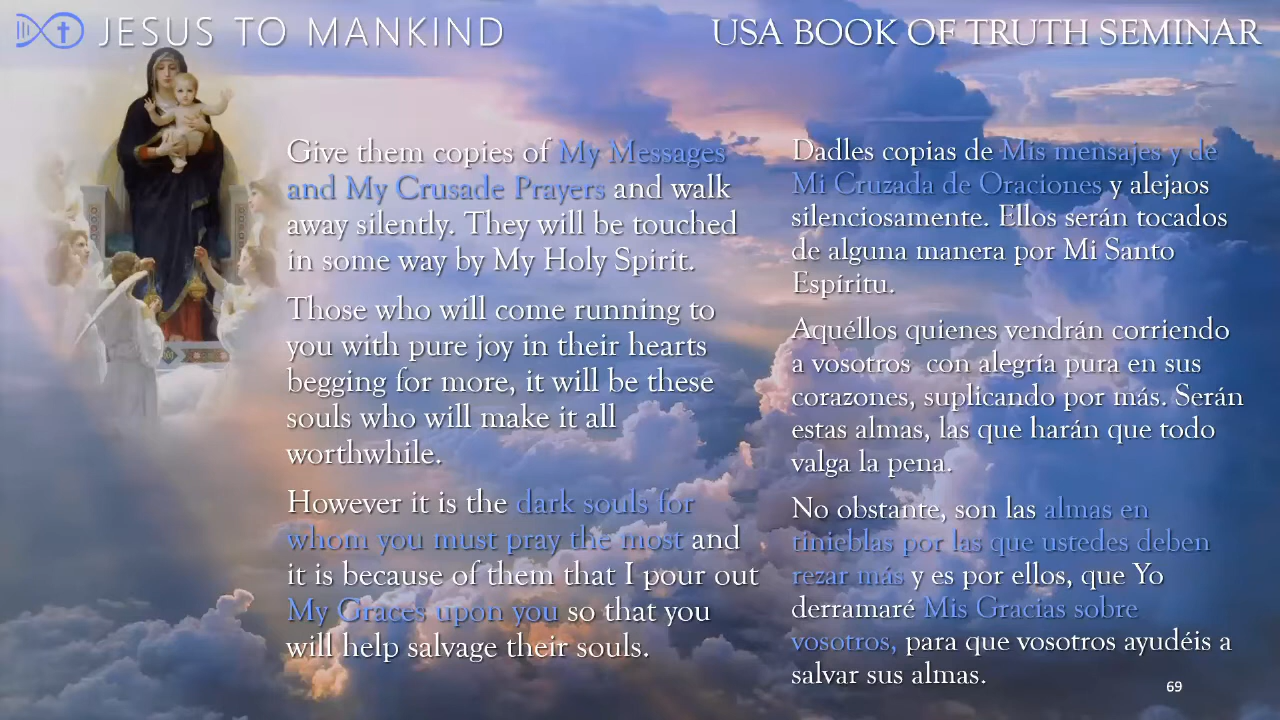 JESUS TO MANKIND
USA BOOK OF TRUTH SEMINAR
Give them copies of My Messages
and My Crusade Prayers and walk
away silently. They will be touched
in some way by My Holy Spirit.
Those who will come running to
you with pure joy in their hearts
begging for more, it will be these
souls who will make it all
worthwhile.
However it is the dark souls for
whom you must pray the most and
it is because of them that I pour out
My Graces upon you so that you
will help salvage their souls.
Dadles copias de Mis mensajes y de
Mi Cruzada de Oraciones y alejaos
silenciosamente. Ellos serán tocados
de alguna manera por Mi Santo
Espíritu.
Aquéllos quienes vendrán corriendo
a vosotros con alegría pura en sus
corazones, suplicando por más. Serán
estas almas, las que harán que todo
valga la pena.
No obstante, son las almas en
tinieblas por las que ustedes deben
rezar más y es por ellos, que Yo
derramaré Mis Gracias sobre
vosotros, para que vosotros ayudéis a
salvar sus almas.
69